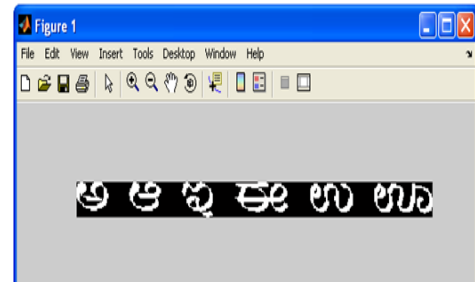 Figure 1
File Edit View Insert Tools Desktop Window Help
ಅ ಆ ಇ ಈ ಉ ಊ